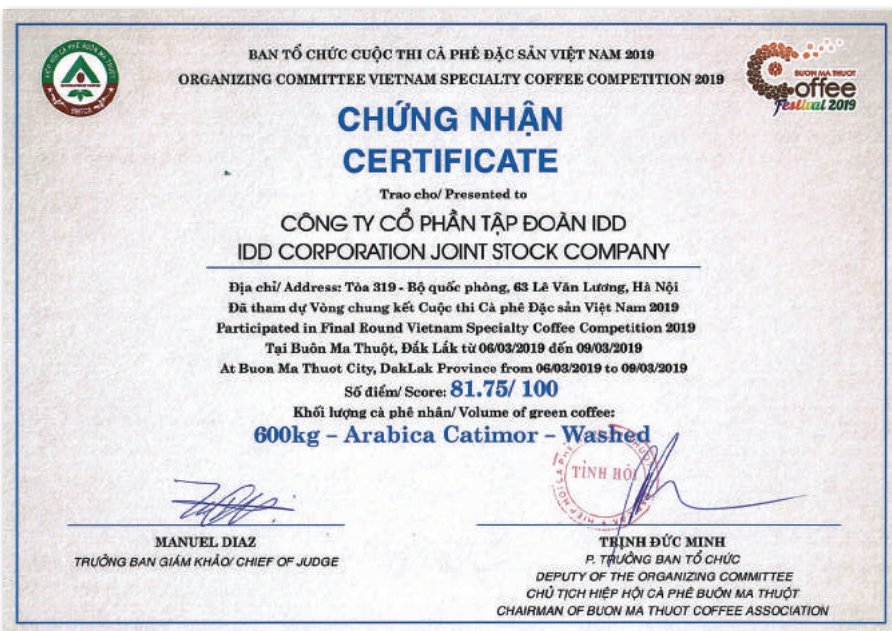 BAN TỔ CHỨC CUỘC THI CÀ PHÊ ĐẶC SẢN VIỆT NAM 2019
ORGANIZING COMMITTEE VIETNAM SPECIALTY COFFEE COMPETITION 2019
BUON MA THUOT
Coffee
Festival 2019
CHỨNG NHẬN
CERTIFICATE
Trao cho/ Presented to
CÔNG TY CỔ PHẦN TẬP ĐOÀN IDD
IDD CORPORATION JOINT STOCK COMPANY
Địa chỉ/ Address: Tòa 319 - Bộ quốc phòng, 63 Lê Văn Lương, Hà Nội
Đã tham dự Vòng chung kết Cuộc thi Cà phê Đặc sản Việt Nam 2019
Participated in Final Round Vietnam Specialty Coffee Competition 2019
Tại Buôn Ma Thuột, Đắk Lắk từ 06/03/2019 đến 09/03/2019
At Buon Ma Thuot City, DakLak Province from 06/03/2019 to 09/03/2019
Số điểm/ Score: 81.75/ 100
Khối lượng cà phê nhân/ Volume of green coffee:
600kg – Arabica Catimor – Washed
TỈNH HỘI
MANUEL DIAZ
TRƯỞNG BAN GIÁM KHẢO/ CHIEF OF JUDGE
TRỊNH ĐỨC MINH
P. TRƯỞNG BAN TỔ CHỨC
DEPUTY OF THE ORGANIZING COMMITTEE
CHỦ TỊCH HIỆP HỘI CÀ PHÊ BUÔN MA THUỘT
CHAIRMAN OF BUON MA THUOT COFFEE ASSOCIATION